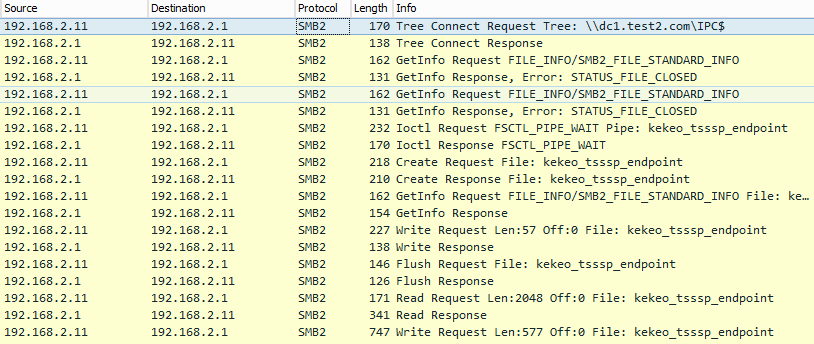 Source Destination Protocol Length Info
192.168.2.11 192.168.2.1 SMB2 170 Tree Connect Request Tree: \\dc1.test2.com\IPC$
192.168.2.1 192.168.2.11 SMB2 138 Tree Connect Response
192.168.2.11 192.168.2.1 SMB2 162 GetInfo Request FILE_INFO/SMB2_FILE_STANDARD_INFO
192.168.2.1 192.168.2.11 SMB2 131 GetInfo Response, Error: STATUS_FILE_CLOSED
192.168.2.11 192.168.2.1 SMB2 162 GetInfo Request FILE_INFO/SMB2_FILE_STANDARD_INFO
192.168.2.1 192.168.2.11 SMB2 131 GetInfo Response, Error: STATUS_FILE_CLOSED
192.168.2.11 192.168.2.1 SMB2 232 Ioctl Request FSCTL_PIPE_WAIT Pipe: kekeo_tsssp_endpoint
192.168.2.1 192.168.2.11 SMB2 170 Ioctl Response FSCTL_PIPE_WAIT
192.168.2.11 192.168.2.1 SMB2 218 Create Request File: kekeo_tsssp_endpoint
192.168.2.1 192.168.2.11 SMB2 210 Create Response File: kekeo_tsssp_endpoint
192.168.2.11 192.168.2.1 SMB2 162 GetInfo Request FILE_INFO/SMB2_FILE_STANDARD_INFO File: ke…
192.168.2.1 192.168.2.11 SMB2 154 GetInfo Response
192.168.2.11 192.168.2.1 SMB2 227 Write Request Len:57 Off:0 File: kekeo_tsssp_endpoint
192.168.2.1 192.168.2.11 SMB2 138 Write Response
192.168.2.11 192.168.2.1 SMB2 146 Flush Request File: kekeo_tsssp_endpoint
192.168.2.1 192.168.2.11 SMB2 126 Flush Response
192.168.2.11 192.168.2.1 SMB2 171 Read Request Len:2048 Off:0 File: kekeo_tsssp_endpoint
192.168.2.1 192.168.2.11 SMB2 341 Read Response
192.168.2.11 192.168.2.1 SMB2 747 Write Request Len:577 Off:0 File: kekeo_tsssp_endpoint